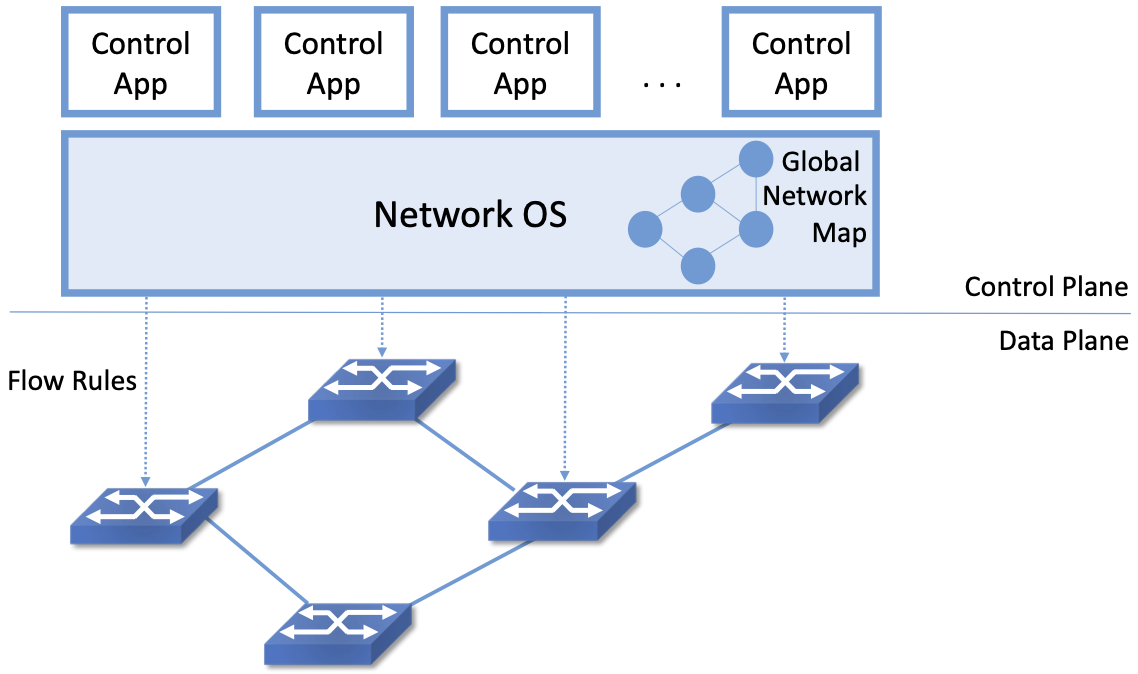 Control
App
Control
App
Control
App
. . .
Control
App
Network OS
Global
Network
Map
Control Plane
Data Plane
Flow Rules